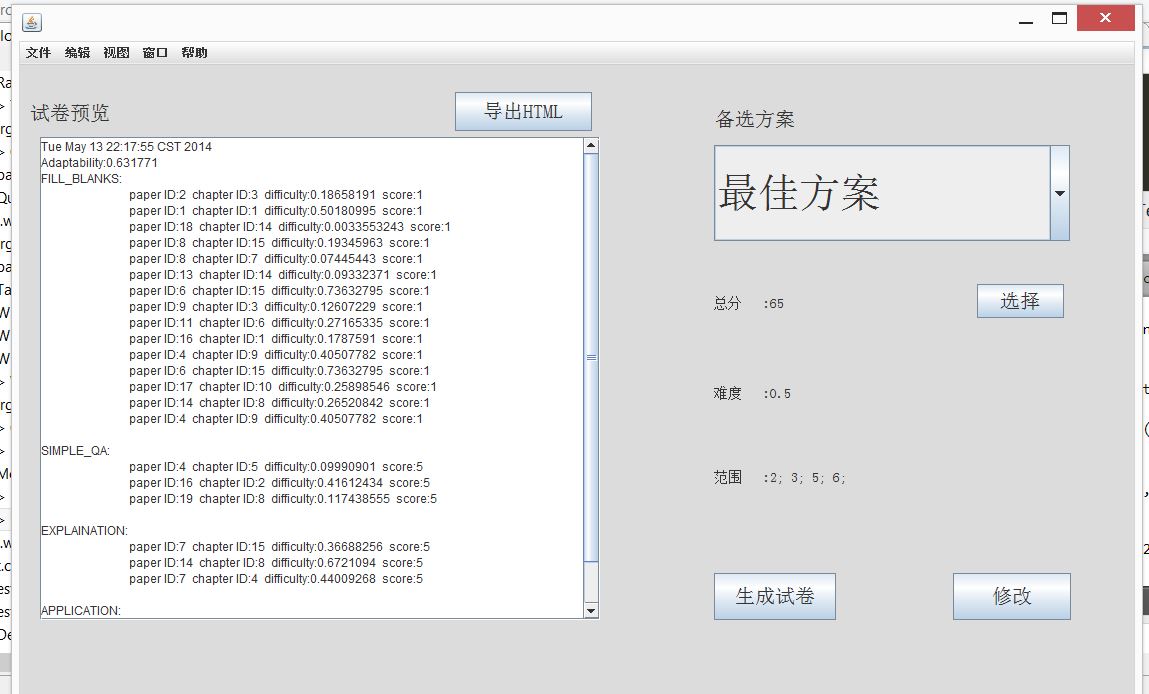 文件 编辑 视图 窗口 帮助
试卷预览
导出HTML
Tue May 13 22:17:55 CST 2014
Adaptability:0.631771
FILL_BLANKS:
paper ID:2 chapter ID:3 difficulty:0.18658191 score:1
paper ID:1 chapter ID:1 difficulty:0.50180995 score:1
paper ID:18 chapter ID:14 difficulty:0.0033553243 score:1
paper ID:8 chapter ID:15 difficulty:0.19345963 score:1
paper ID:8 chapter ID:7 difficulty:0.07445443 score:1
paper ID:13 chapter ID:14 difficulty:0.09332371 score:1
paper ID:6 chapter ID:15 difficulty:0.73632795 score:1
paper ID:9 chapter ID:3 difficulty:0.12607229 score:1
paper ID:11 chapter ID:6 difficulty:0.27165335 score:1
paper ID:16 chapter ID:1 difficulty:0.1787591 score:1
paper ID:4 chapter ID:9 difficulty:0.40507782 score:1
paper ID:6 chapter ID:15 difficulty:0.73632795 score:1
paper ID:17 chapter ID:10 difficulty:0.25898546 score:1
paper ID:14 chapter ID:8 difficulty:0.26520842 score:1
paper ID:4 chapter ID:9 difficulty:0.40507782 score:1
SIMPLE_QA:
paper ID:4 chapter ID:5 difficulty:0.09990901 score:5
paper ID:16 chapter ID:2 difficulty:0.41612434 score:5
paper ID:19 chapter ID:8 difficulty:0.117438555 score:5
EXPLAINATION:
paper ID:7 chapter ID:15 difficulty:0.36688256 score:5
paper ID:14 chapter ID:8 difficulty:0.6721094 score:5
paper ID:7 chapter ID:4 difficulty:0.44009268 score:5
APPLICATION:
备选方案
最佳方案
总分 :65
选择
难度 :0.5
范围 :2; 3; 5; 6;
生成试卷
修改